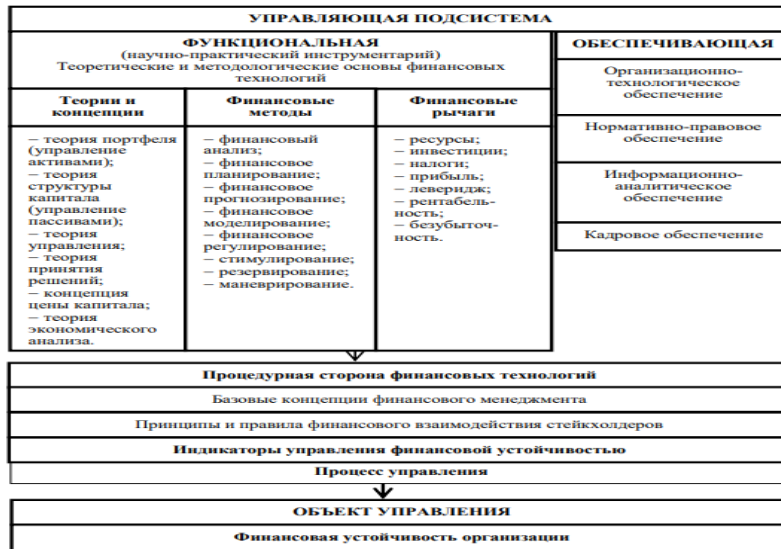 УПРАВЛЯЮЩАЯ ПОДСИСТЕМА
ФУНКЦИОНАЛЬНАЯ
(научно-практический инструментарий)
Теоретические и методологические основы финансовых
технологий
Теории и
концепции
– теория портфеля
(управление
активами);
– теория
структуры
капитала
(управление
пассивами);
– теория
управления;
– теория
принятия
решений;
– концепция
цены капитала;
– теория
экономического
анализа.
Финансовые
методы
– финансовый
анализ;
– финансовое
планирование;
– финансовое
прогнозирование;
– финансовое
моделирование;
– финансовое
регулирование;
– стимулирование;
– резервирование;
– маневрирование.
Финансовые
рычаги
– ресурсы;
– инвестиции;
– налоги;
– прибыль;
– леверидж;
– рентабель-
ность;
– безубыточ-
ность.
ОБЕСПЕЧИВАЮЩАЯ
Организационно-
технологическое
обеспечение
Нормативно-правовое
обеспечение
Информационно-
аналитическое
обеспечение
Кадровое обеспечение
Процедурная сторона финансовых технологий
Базовые концепции финансового менеджмента
Принципы и правила финансового взаимодействия стейкхолдеров
Индикаторы управления финансовой устойчивостью
Процесс управления
ОБЪЕКТ УПРАВЛЕНИЯ
Финансовая устойчивость организации